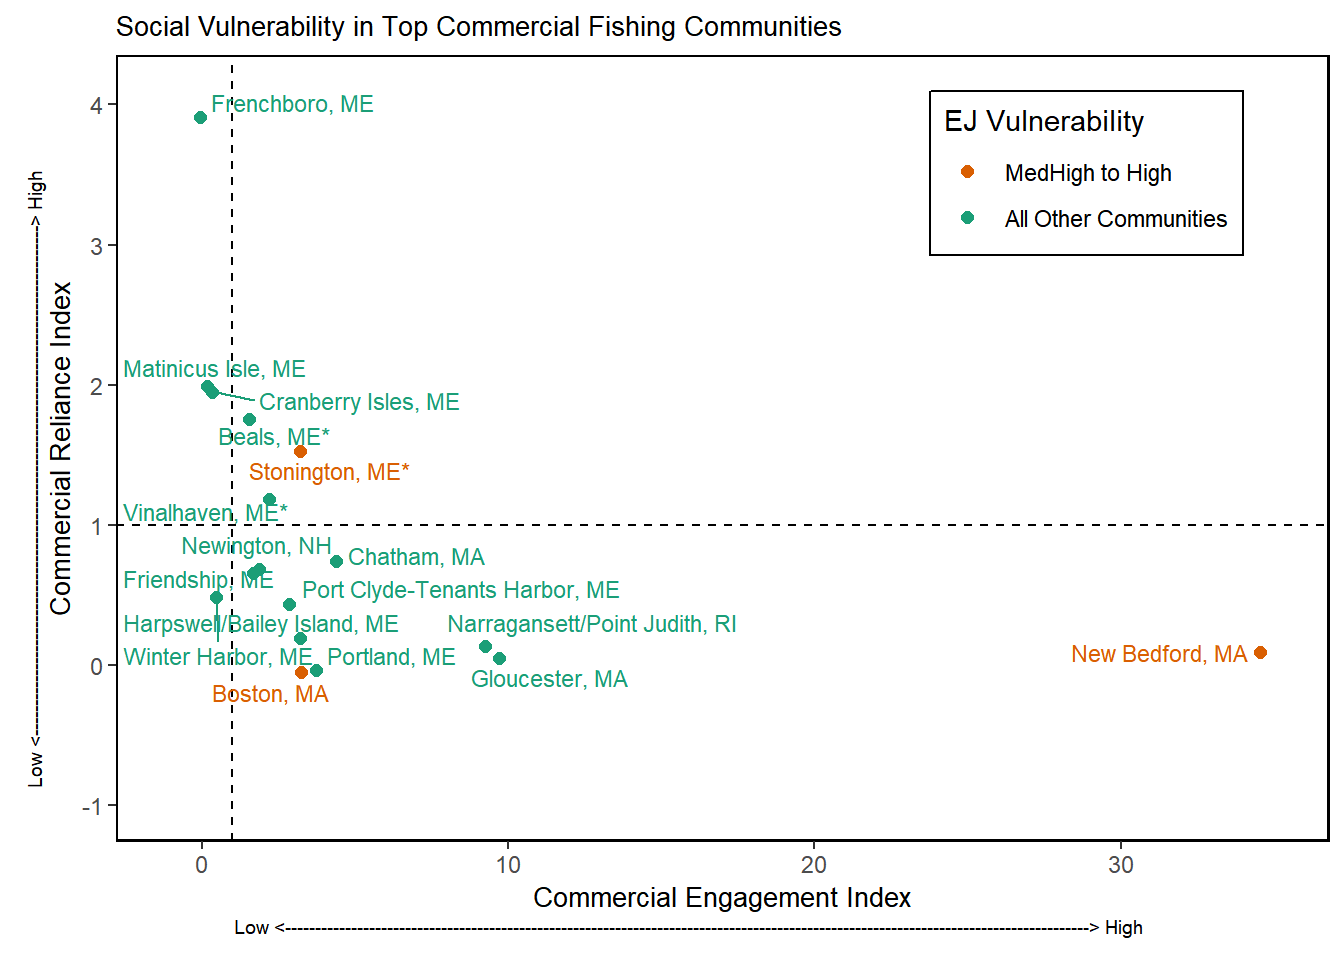 Social Vulnerability in Top Commercial Fishing Communities
4
3
2
1
0
-1
Commercial Reliance Index
Low <----------------------------------------------------------------> High
Frenchboro, ME
EJ Vulnerability
MedHigh to High
All Other Communities
Matinicus Isle, ME
Cranberry Isles, ME
Beals, ME*
Stonington, ME*
Vinalhaven, ME*
Newington, NH
Chatham, MA
Friendship, ME
Port Clyde-Tenants Harbor, ME
Harpswell/Bailey Island, ME
Narragansett/Point Judith, RI
Winter Harbor, ME
Portland, ME
New Bedford, MA
Gloucester, MA
Boston, MA
0
10
20
30
Commercial Engagement Index
Low <----------------------------------------------------------------> High